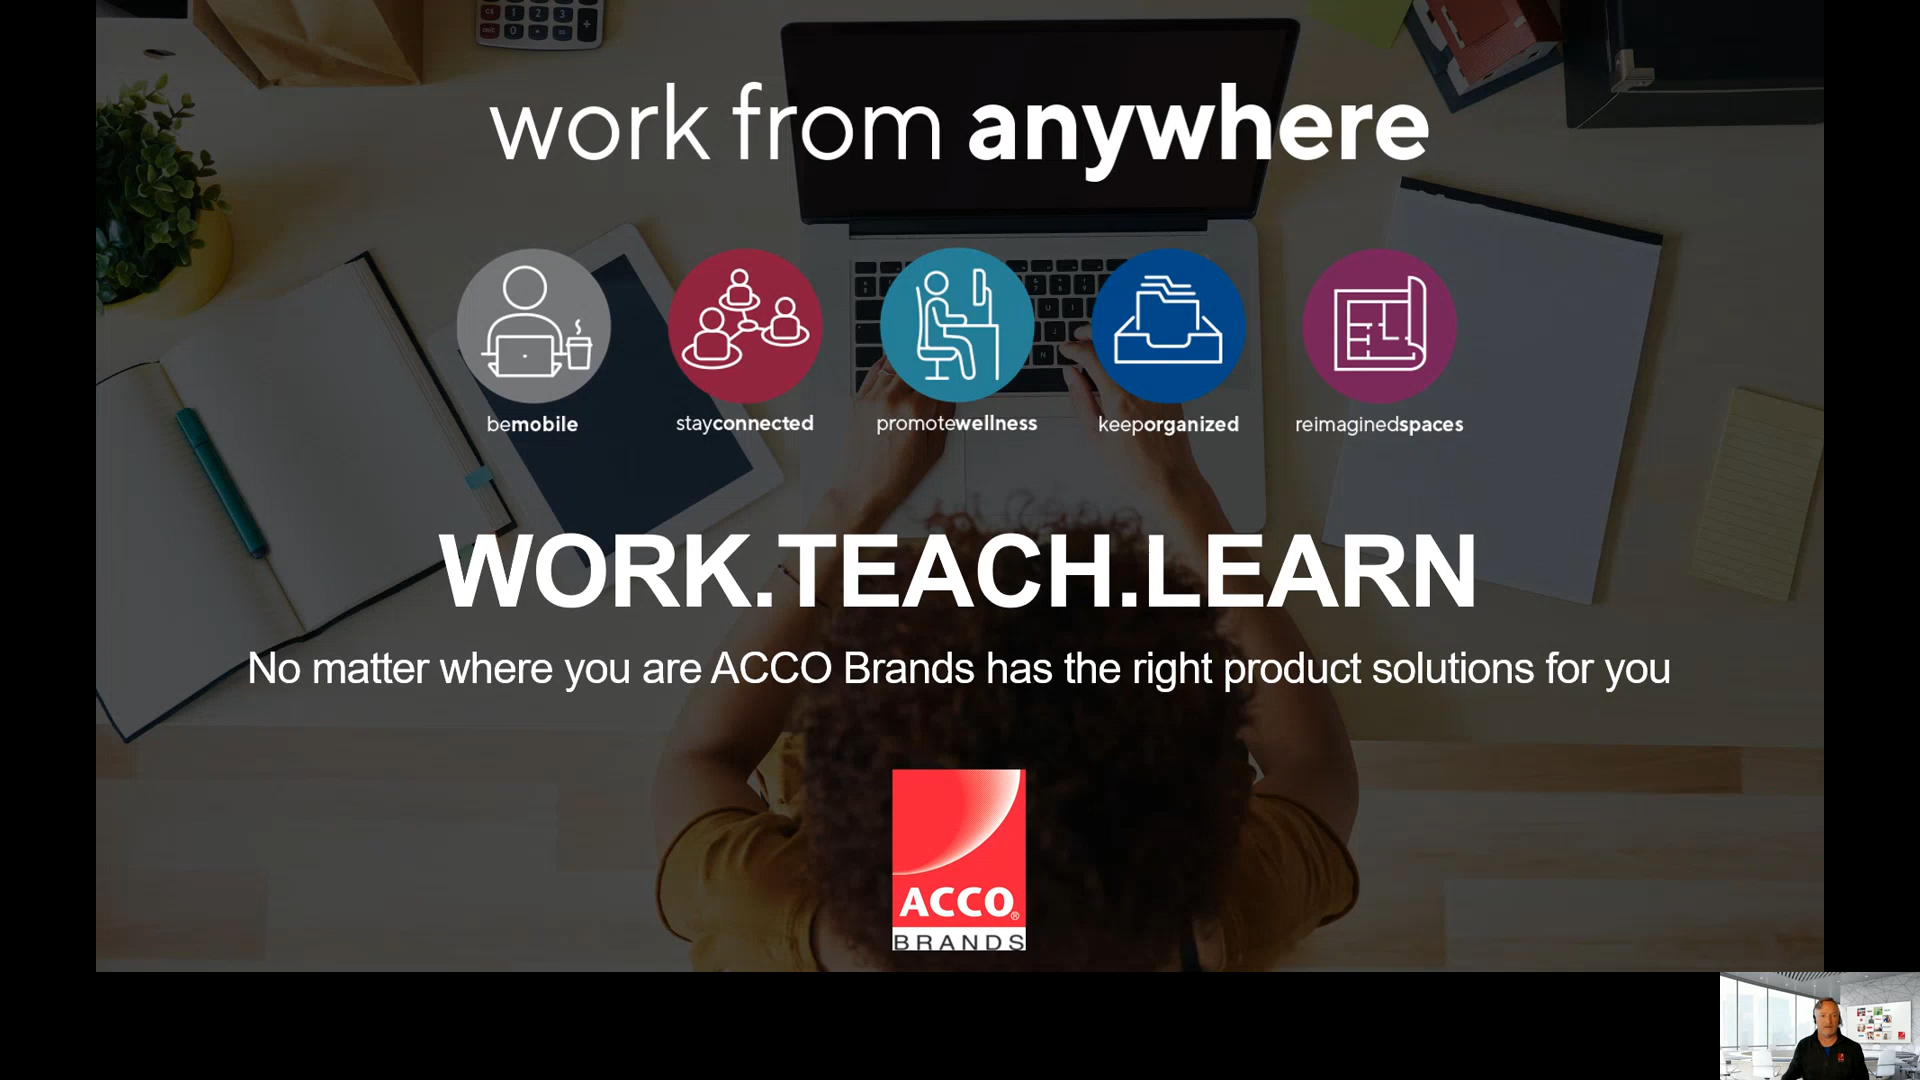 work from anywhere
bemobile
stayconnected
promotewellness
keeporganized
reimaginedspaces
WORK.TEACH.LEARN
No matter where you are ACCO Brands has the right product solutions for you
ACCO®
BRANDS